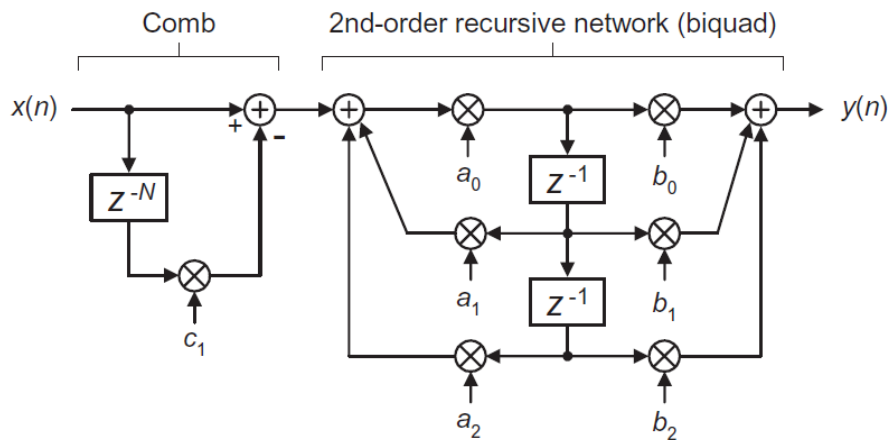 Comb
2nd-order recursive network (biquad)
x(n)
+
+
-
+
+
y(n)
a₀
b₀
z⁻ᴺ
z⁻¹
a₁
b₁
c₁
z⁻¹
a₂
b₂